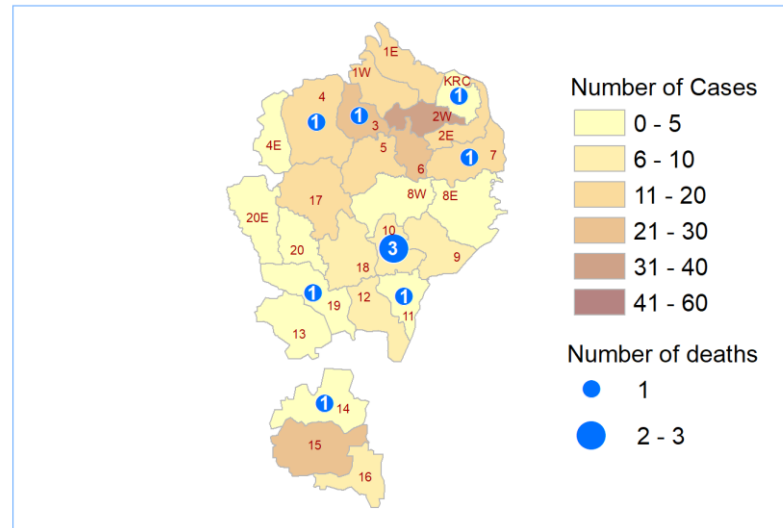 1E
1W
KRC
1
4
1
1
3
2W
2E
4E
5
1
7
6
17
8W
8E
20E
10
20
3
9
18
1
19
12
1
11
13
1
14
15
16
Number of Cases
0 - 5
6 - 10
11 - 20
21 - 30
31 - 40
41 - 60
Number of deaths
1
2 - 3